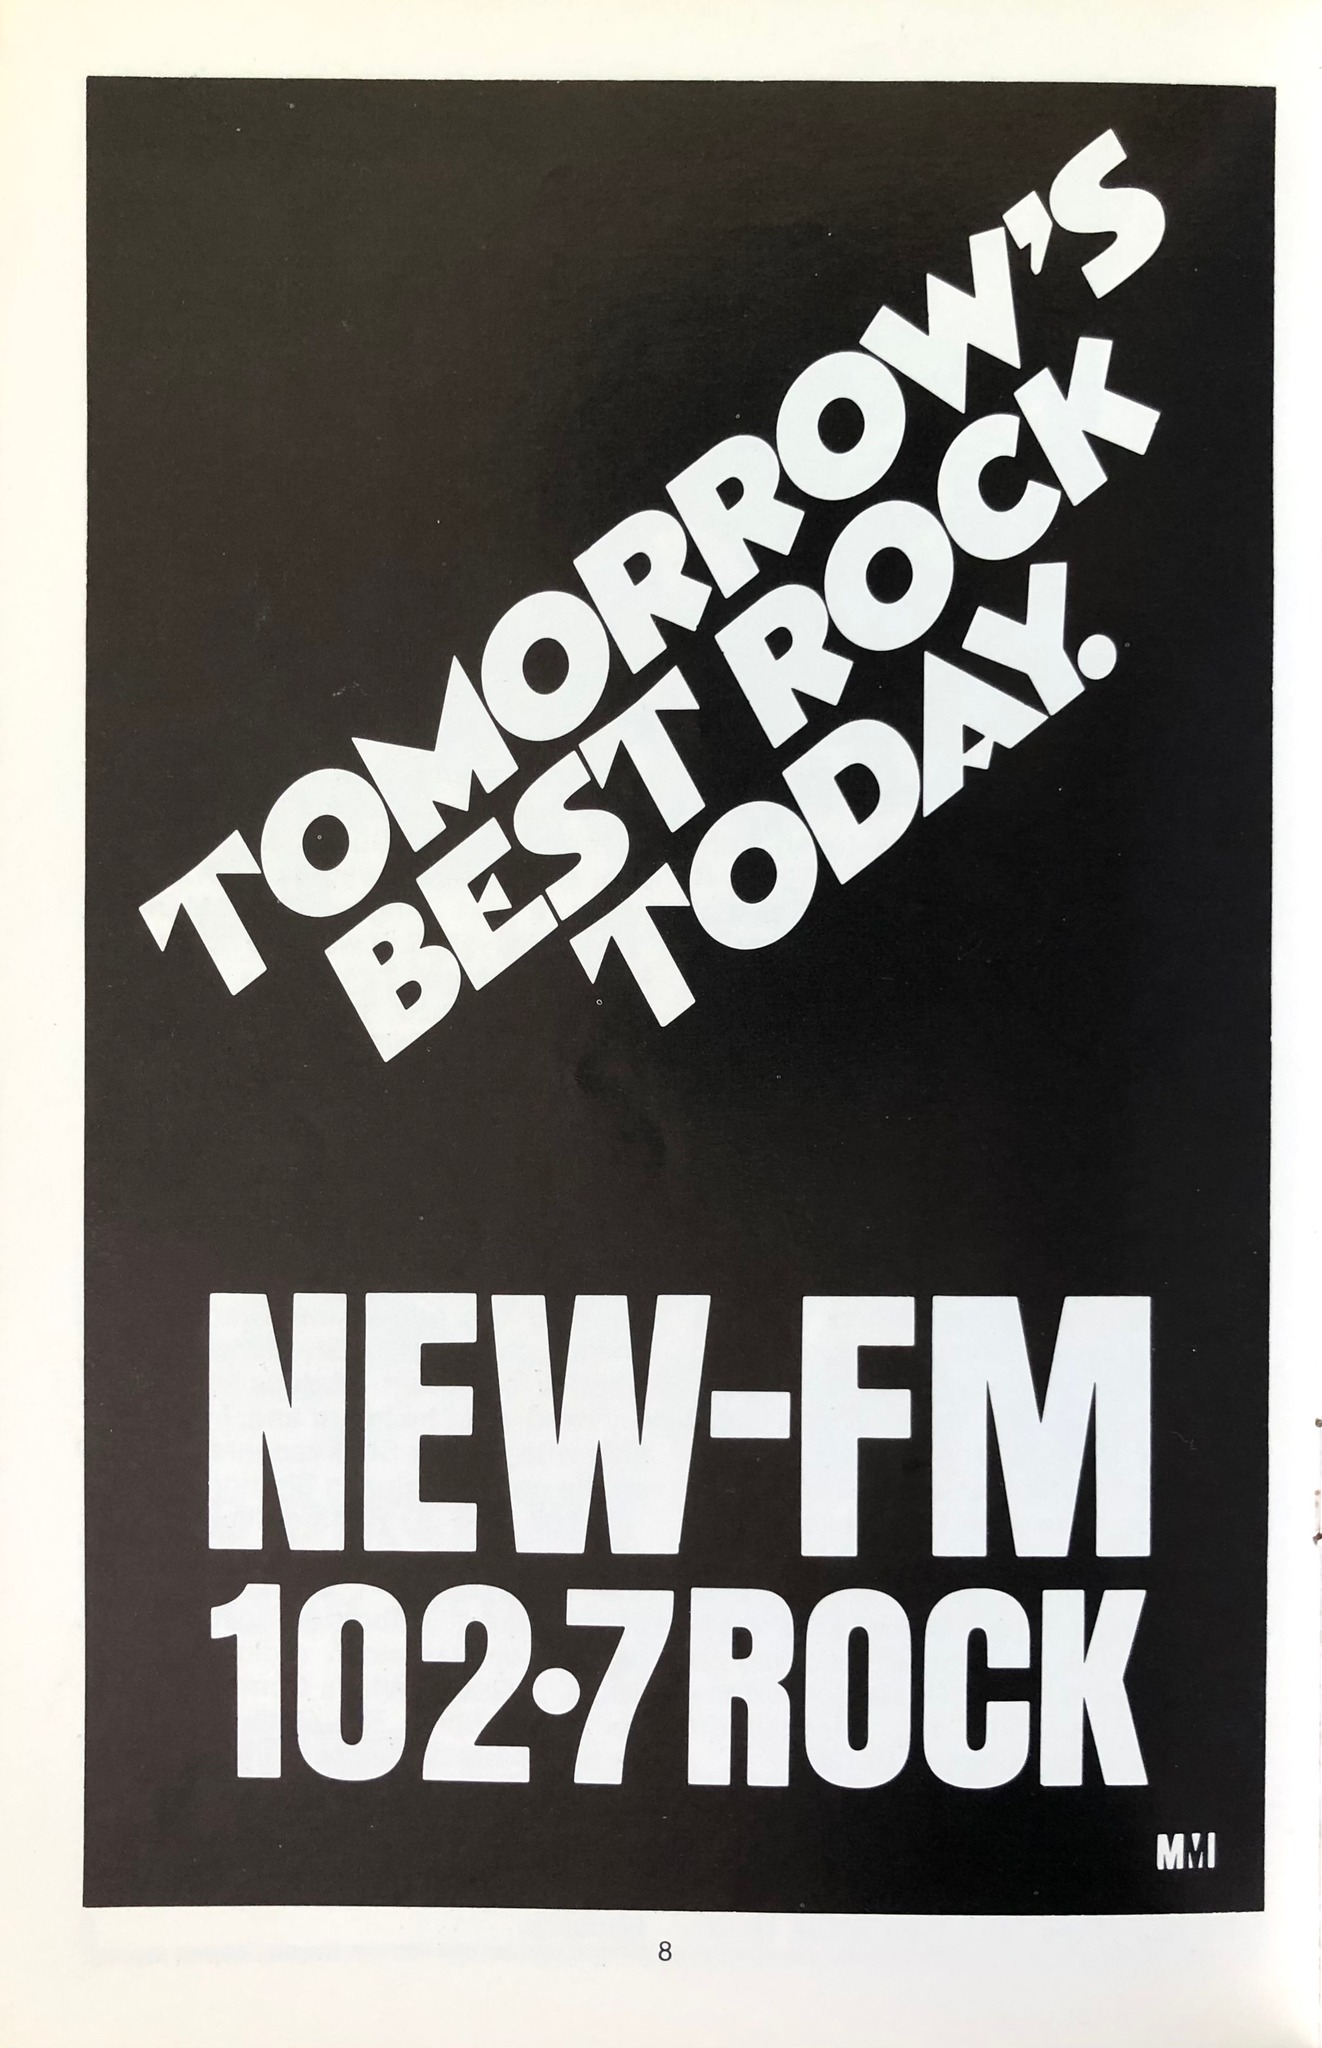 TOMORROW'S
BEST ROCK
TODAY.
NEW-FM
102·7 ROCK
MMI
8